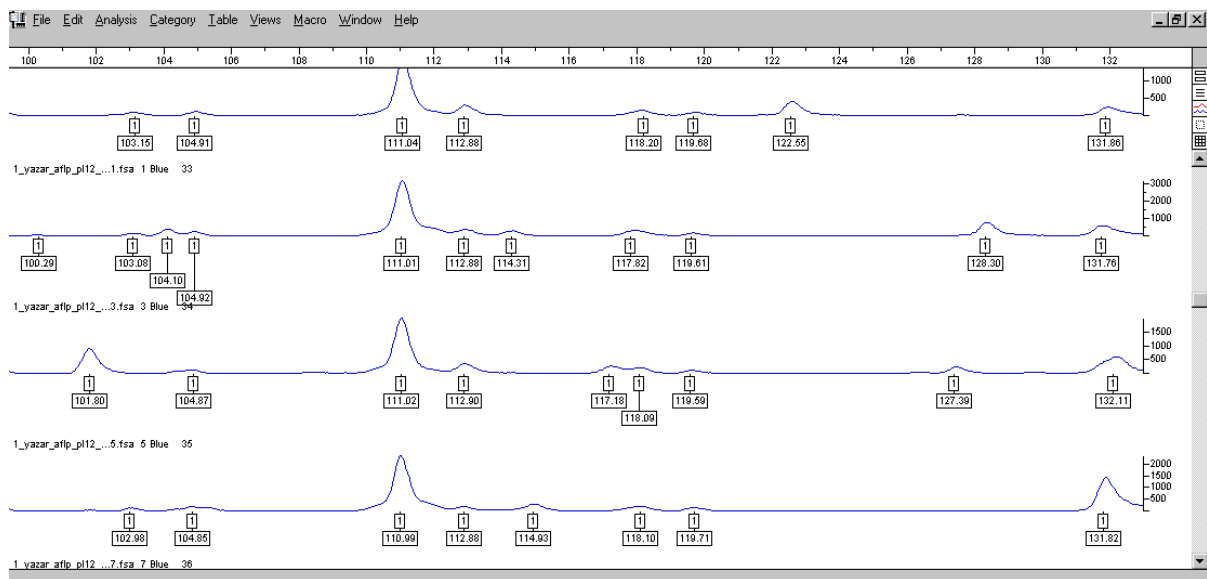 File Edit Analysis Category Table Views Macro Window Help
100 102 104 106 108 110 112 114 116 118 120 122 124 126 128 130 132
1000
500
1 1 1 1 1 1 1 1
103.15 104.91 111.04 112.88 118.20 119.68 122.55 131.86
1_yazar_aflp_pl12_...1.fsa 1 Blue 33
3000
2000
1000
1 1 1 1 1 1 1 1 1 1 1
100.29 103.08 111.01 112.88 114.31 117.82 119.61 128.30 131.76
104.10
104.92
1_yazar_aflp_pl12_...3.fsa 3 Blue 34
1500
1000
500
1 1 1 1 1 1 1 1 1
101.80 104.87 111.02 112.90 117.18 119.59 127.39 132.11
118.09
1_yazar_aflp_pl12_...5.fsa 5 Blue 35
2000
1500
1000
500
1 1 1 1 1 1 1 1
102.98 104.85 110.99 112.88 114.93 118.10 119.71 131.82
1_yazar_aflp_pl12_...7.fsa 7 Blue 36